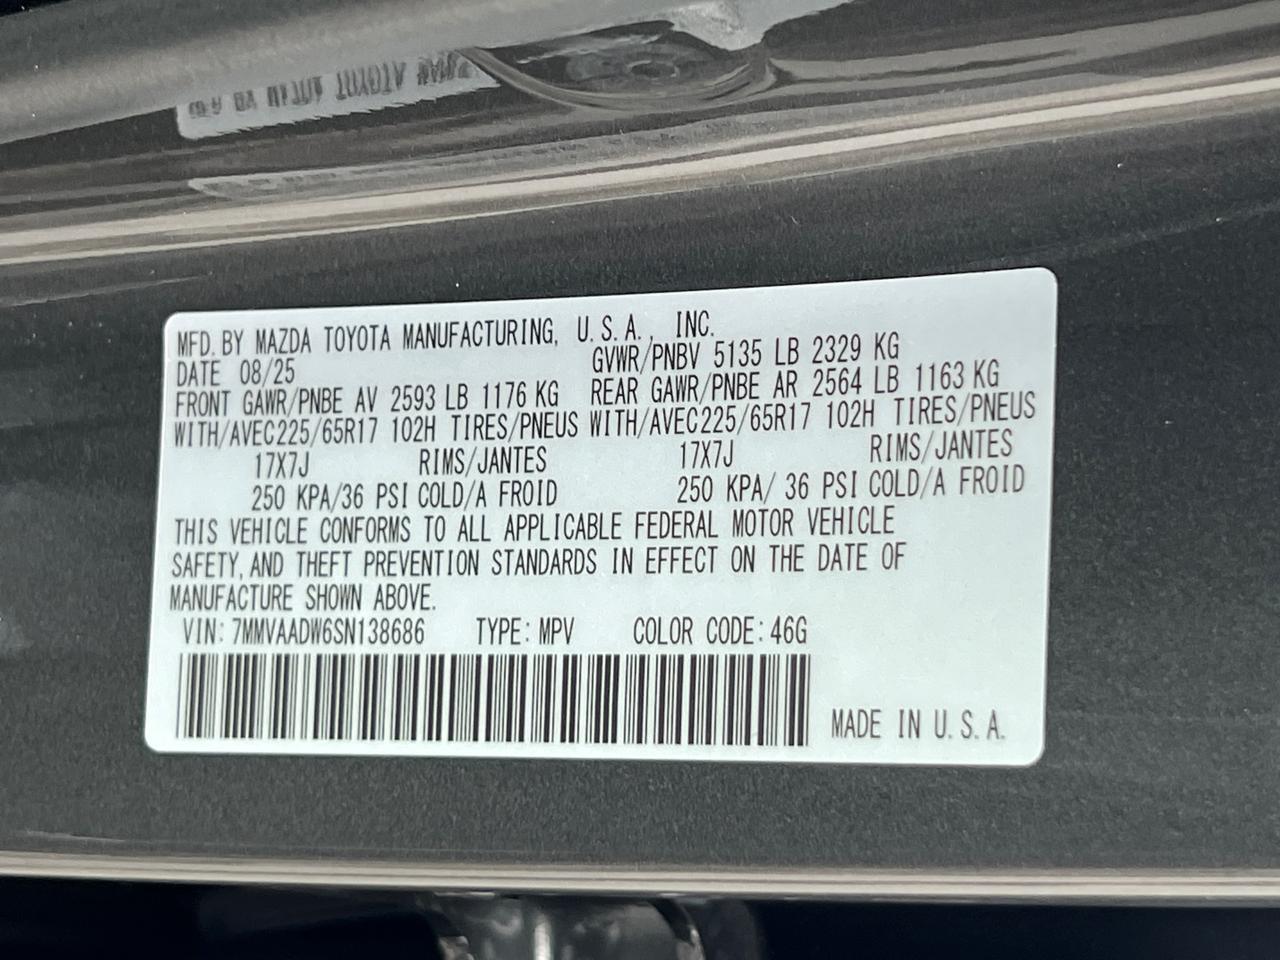 MFD. BY MAZDA TOYOTA MANUFACTURING, U.S.A., INC.
DATE 08/25 GVWR/PNBV 5135 LB 2329 KG
FRONT GAWR/PNBE AV 2593 LB 1176 KG REAR GAWR/PNBE AR 2564 LB 1163 KG
WITH/AVEC225/65R17 102H TIRES/PNEUS WITH/AVEC225/65R17 102H TIRES/PNEUS
17X7J RIMS/JANTES 17X7J RIMS/JANTES
250 KPA/36 PSI COLD/A FROID 250 KPA/ 36 PSI COLD/A FROID
THIS VEHICLE CONFORMS TO ALL APPLICABLE FEDERAL MOTOR VEHICLE
SAFETY, AND THEFT PREVENTION STANDARDS IN EFFECT ON THE DATE OF
MANUFACTURE SHOWN ABOVE.
VIN: 7MMVAADW6SN138686 TYPE: MPV COLOR CODE: 46G
MADE IN U.S.A.